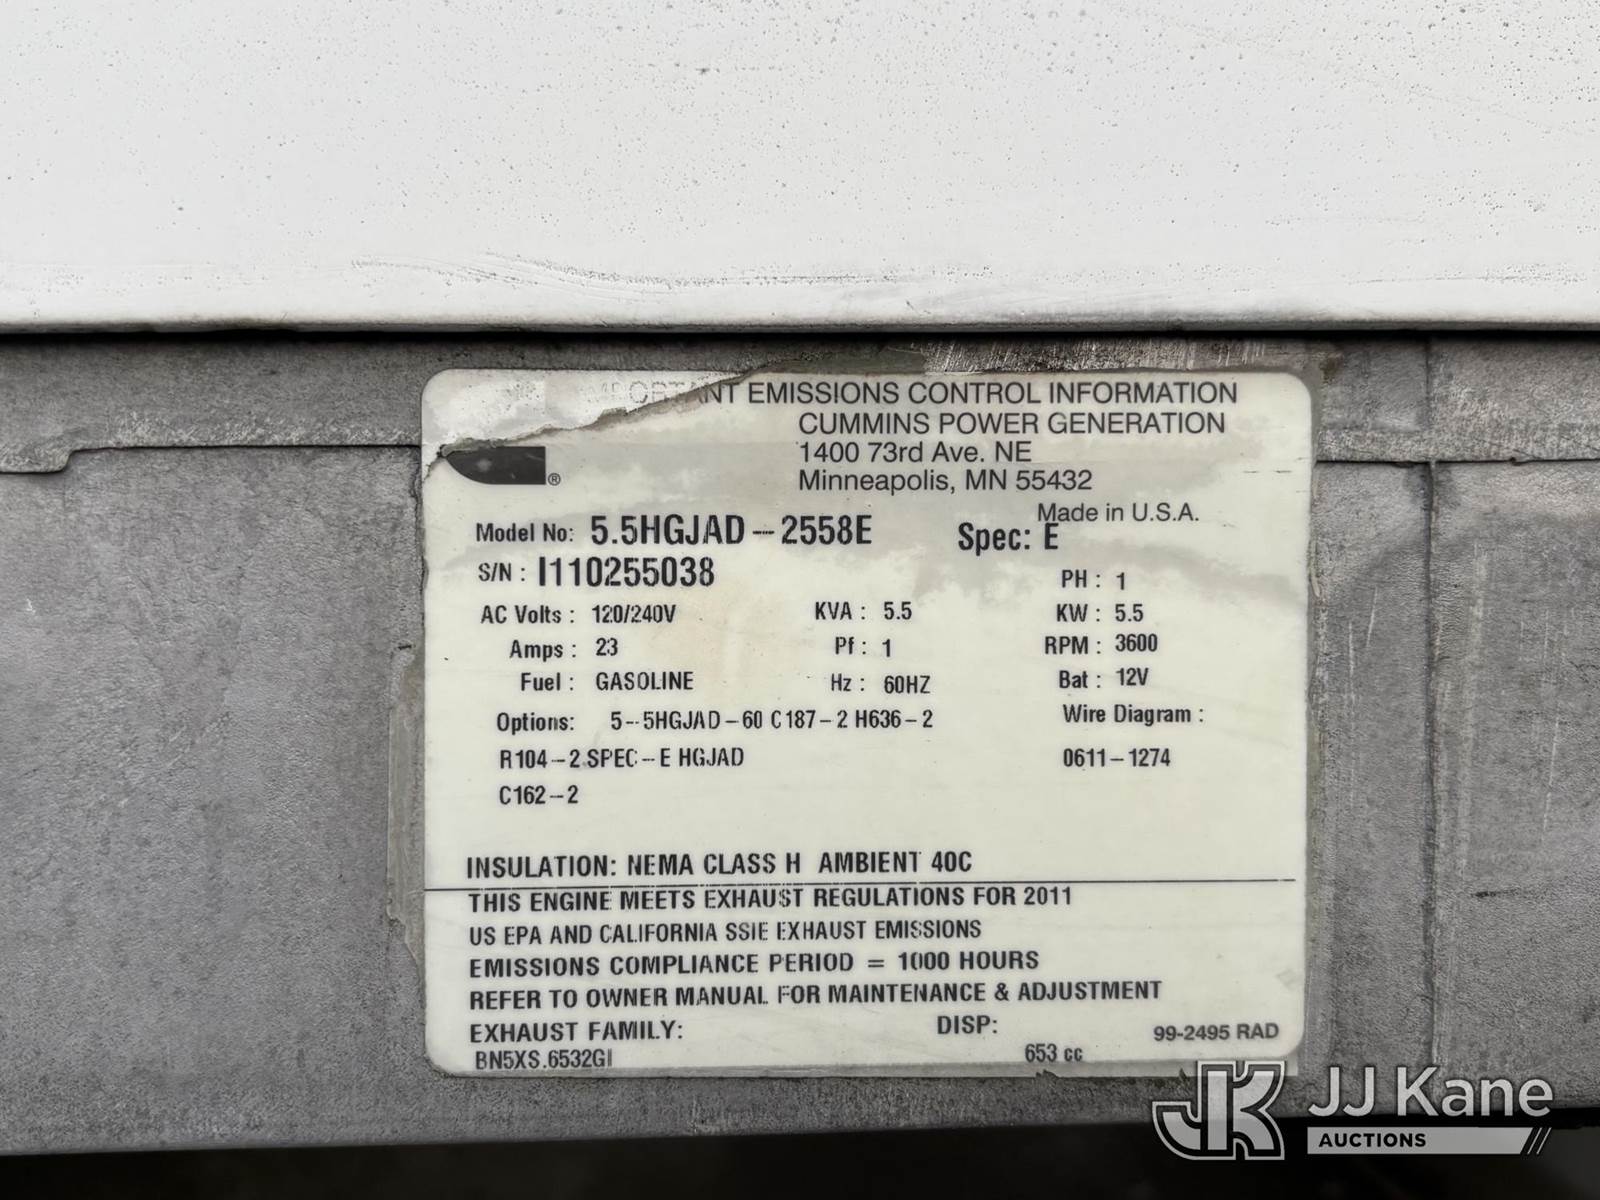 IMPORTANT EMISSIONS CONTROL INFORMATION
CUMMINS POWER GENERATION
1400 73rd Ave. NE
Minneapolis, MN 55432
®
Made in U.S.A.
Model No: 5.5HGJAD-2558E Spec: E
S/N: I110255038 PH: 1
AC Volts: 120/240V KVA: 5.5 KW: 5.5
Amps: 23 Pf: 1 RPM: 3600
Fuel: GASOLINE Hz: 60HZ Bat: 12V
Options: 5-5HGJAD-60 C187-2 H636-2 Wire Diagram:
R104-2 SPEC-E HGJAD 0611-1274
C162-2
INSULATION: NEMA CLASS H AMBIENT 40C
THIS ENGINE MEETS EXHAUST REGULATIONS FOR 2011
US EPA AND CALIFORNIA SSIE EXHAUST EMISSIONS
EMISSIONS COMPLIANCE PERIOD = 1000 HOURS
REFER TO OWNER MANUAL FOR MAINTENANCE & ADJUSTMENT
EXHAUST FAMILY: DISP: 99-2495 RAD
BN5XS.6532GI 653 cc
JK JJ Kane
AUCTIONS